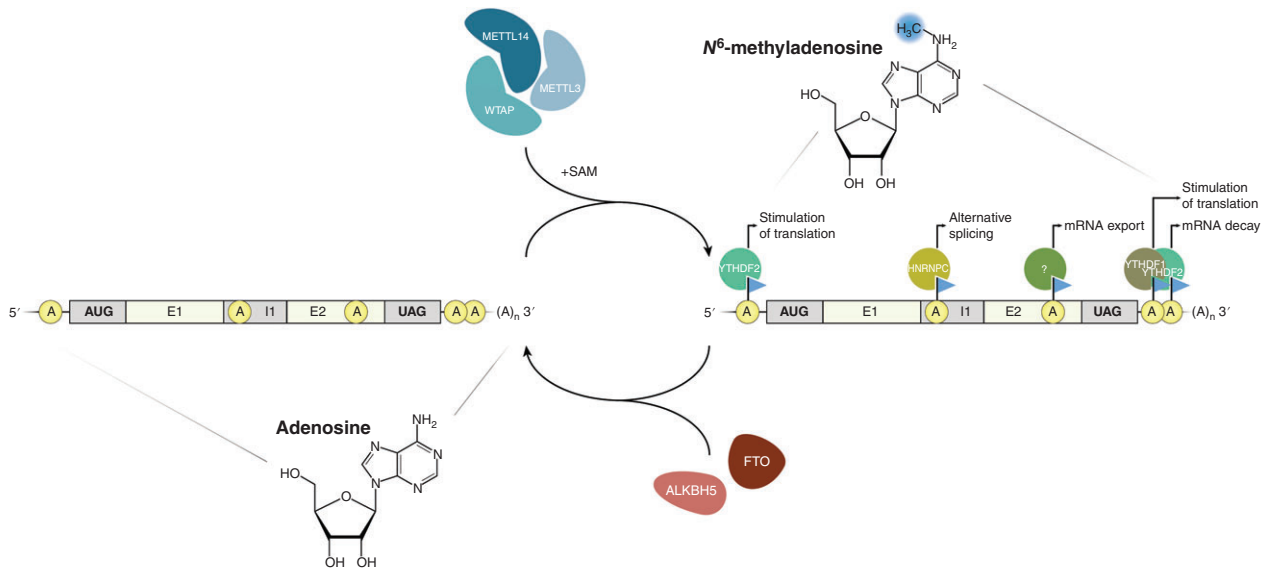 METTL14
METTL3
WTAP
+SAM
N⁶-methyladenosine
H₃C
NH₂
N
N
N
N
HO
O
OH
OH
Stimulation
of translation
Alternative
splicing
mRNA export
Stimulation
of translation
mRNA decay
YTHDF2
HNRNPC
?
YTHDF1
YTHDF2
5′
A
AUG
E1
A
I1
E2
A
UAG
A
A
(A)n 3′
5′
A
AUG
E1
A
I1
E2
A
UAG
A
A
(A)n 3′
Adenosine
NH₂
N
N
N
N
HO
O
OH
OH
FTO
ALKBH5